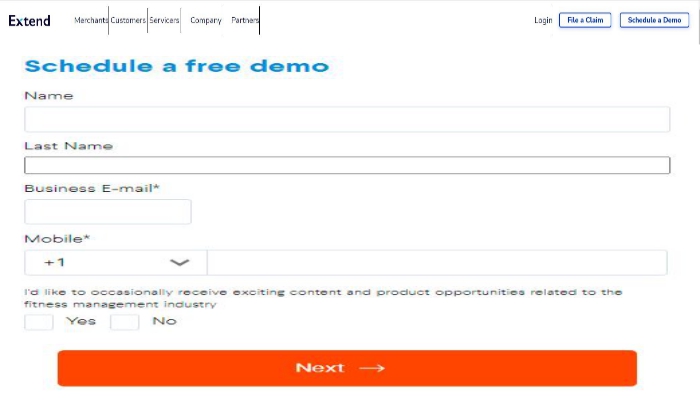 Extend Merchants Customers Servicers Company Partners Login File a Claim Schedule a Demo
Schedule a free demo
Name
Last Name
Business E-mail*
Mobile*
+1
I'd like to occasionally receive exciting content and product opportunities related to the
fitness management industry
Yes No
Next →